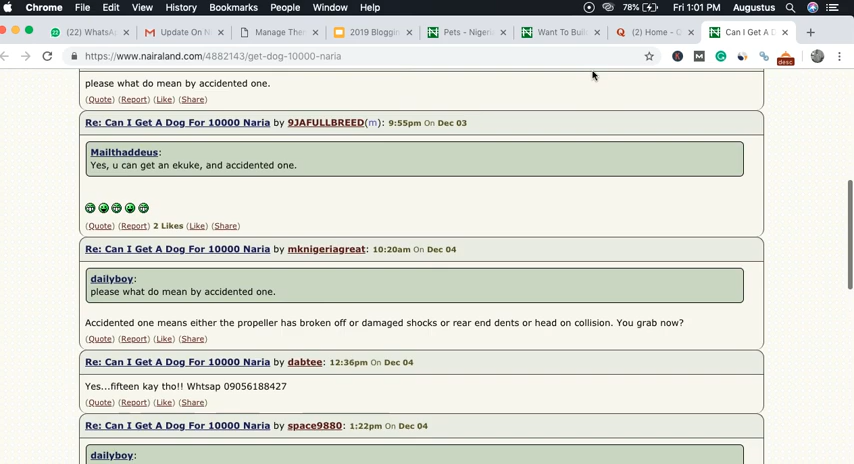 Chrome File Edit View History Bookmarks People Window Help 78% Fri 1:01 PM Augustus
(22) WhatsA Update On N Manage The 2019 Bloggin Pets - Nigeria Want To Buil (2) Home - Q Can I Get A D
https://www.nairaland.com/4882143/get-dog-10000-naria
desc
please what do mean by accidented one.
(Quote) (Report) (Like) (Share)
Re: Can I Get A Dog For 10000 Naria by 9JAFULLBREED(m): 9:55pm On Dec 03
Mailthaddeus:
Yes, u can get an ekuke, and accidented one.
(Quote) (Report) 2 Likes (Like) (Share)
Re: Can I Get A Dog For 10000 Naria by mknigeriagreat: 10:20am On Dec 04
dailyboy:
please what do mean by accidented one.
Accidented one means either the propeller has broken off or damaged shocks or rear end dents or head on collision. You grab now?
(Quote) (Report) (Like) (Share)
Re: Can I Get A Dog For 10000 Naria by dabtee: 12:36pm On Dec 04
Yes...fifteen kay tho!! Whtsap 09056188427
(Quote) (Report) (Like) (Share)
Re: Can I Get A Dog For 10000 Naria by space9880: 1:22pm On Dec 04
dailyboy: